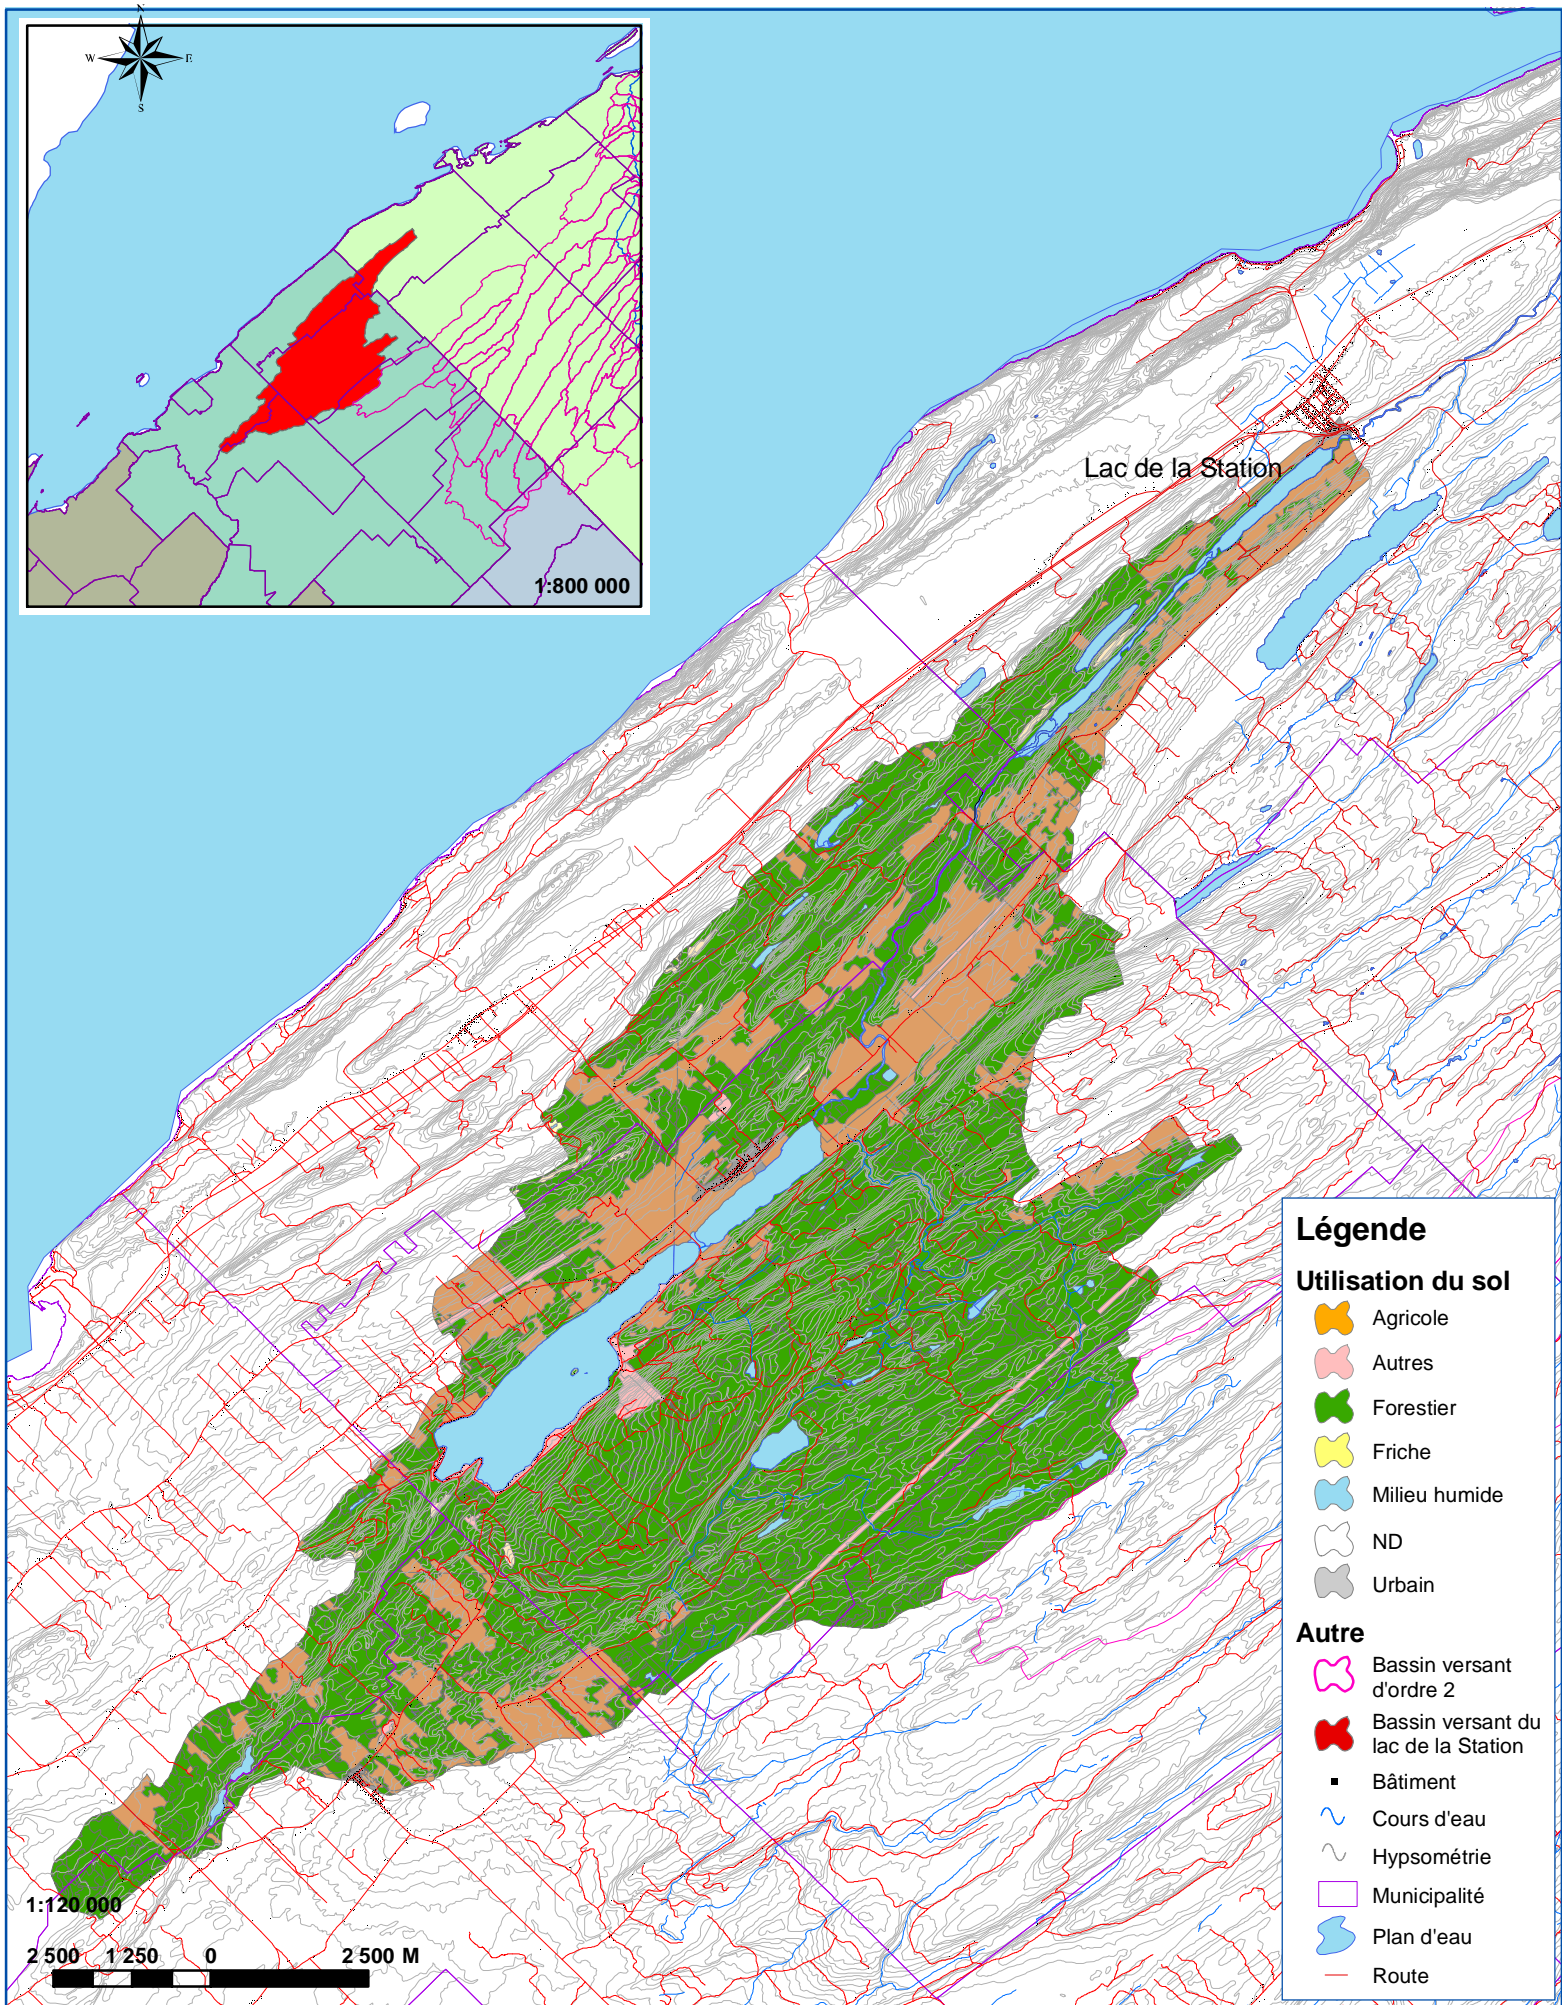 N
W
E
S
1:800 000
Lac de la Station
Légende
Utilisation du sol
Agricole
Autres
Forestier
Friche
Milieu humide
ND
Urbain
Autre
Bassin versant
d'ordre 2
Bassin versant du
lac de la Station
Bâtiment
Cours d'eau
Hypsométrie
Municipalité
Plan d'eau
Route
1:120 000
2 500 1 250 0 2 500 M